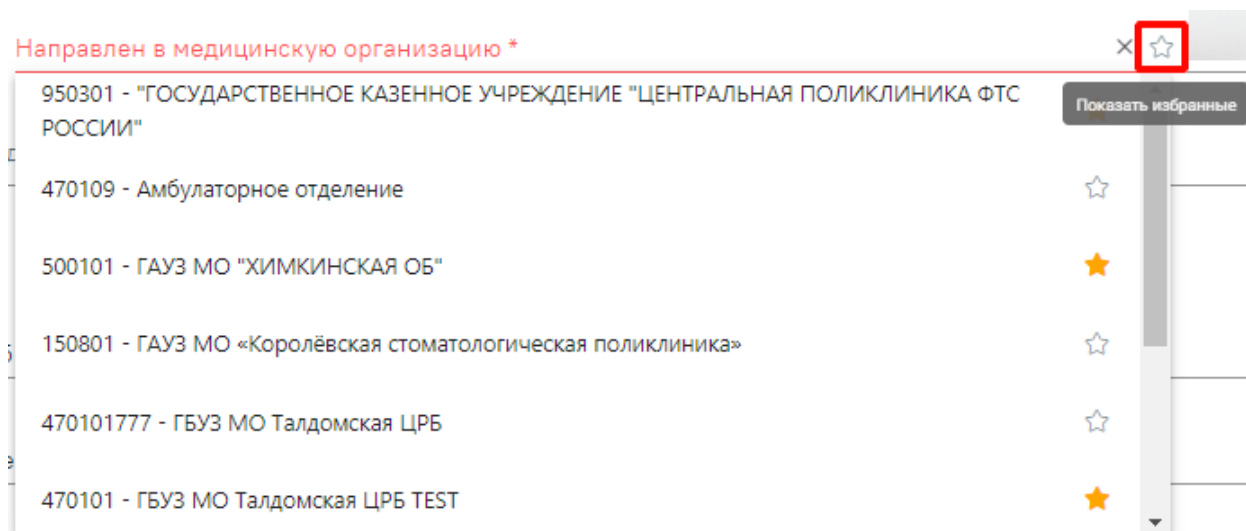 Направлен в медицинскую организацию *
950301 - "ГОСУДАРСТВЕННОЕ КАЗЕННОЕ УЧРЕЖДЕНИЕ "ЦЕНТРАЛЬНАЯ ПОЛИКЛИНИКА ФТС
РОССИИ"
Показать избранные
470109 - Амбулаторное отделение
500101 - ГАУЗ МО "ХИМКИНСКАЯ ОБ"
150801 - ГАУЗ МО «Королёвская стоматологическая поликлиника»
470101777 - ГБУЗ МО Талдомская ЦРБ
470101 - ГБУЗ МО Талдомская ЦРБ TEST